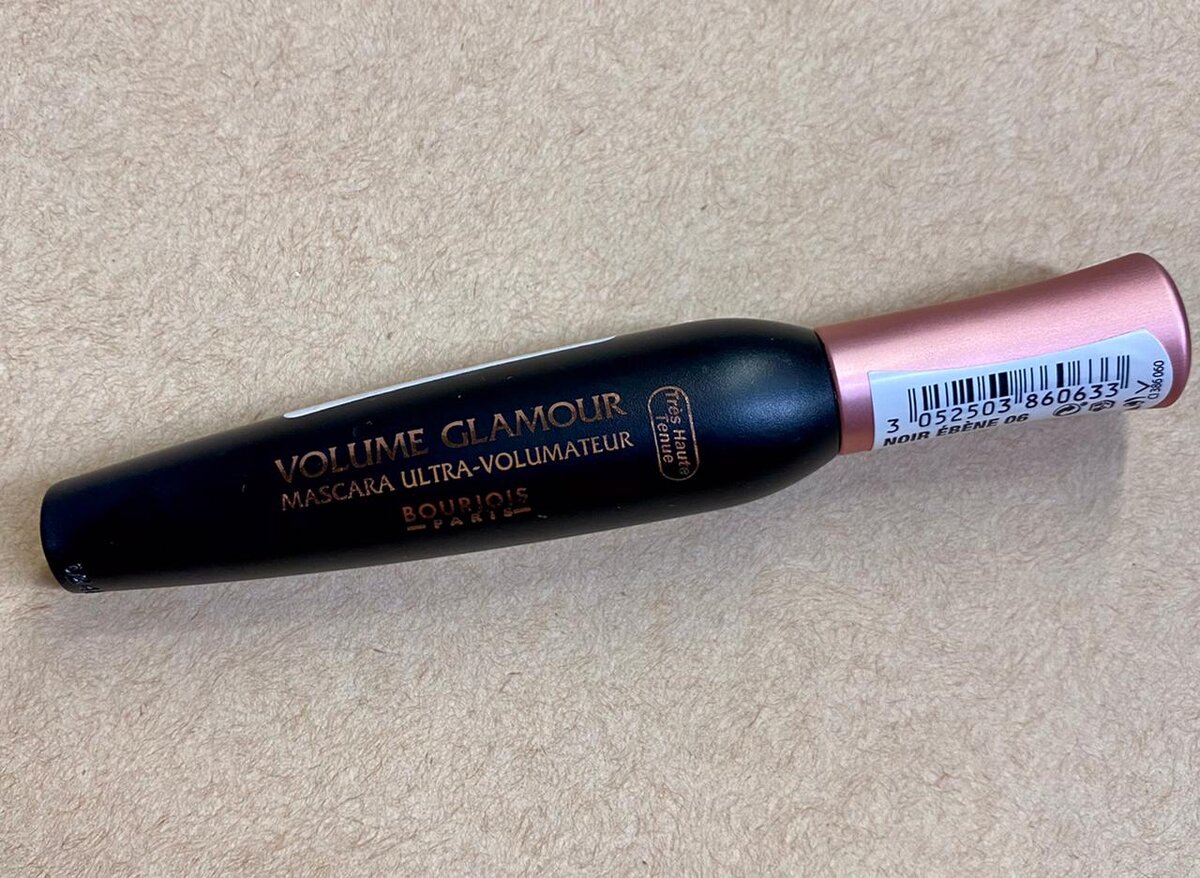 VOLUME GLAMOUR
MASCARA ULTRA-VOLUMATEUR
BOURJOIS
PARIS
Très Haute
Tenue
3 052503 860633 >
NOIR ÉBÈNE 06